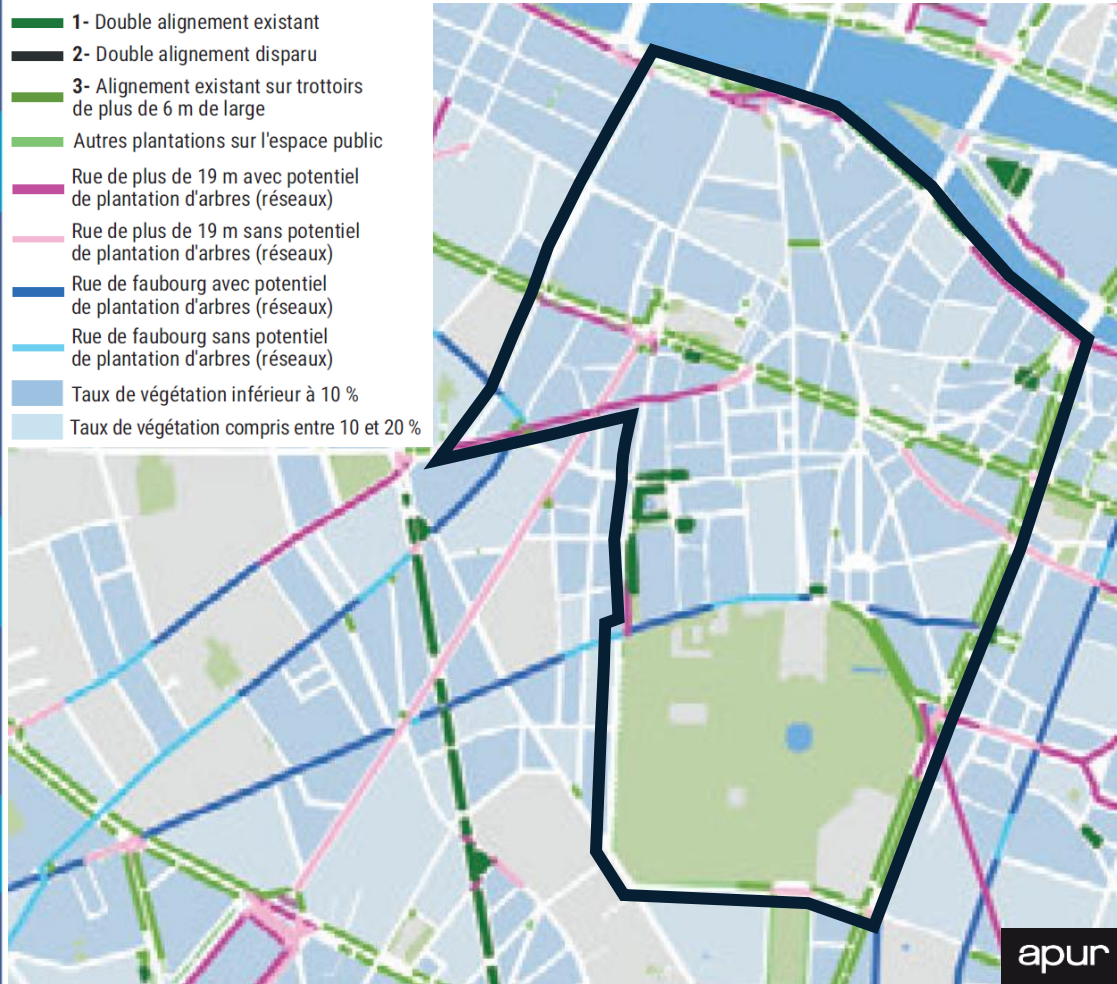 1- Double alignement existant
2- Double alignement disparu
3- Alignement existant sur trottoirs
de plus de 6 m de large
Autres plantations sur l'espace public
Rue de plus de 19 m avec potentiel
de plantation d'arbres (réseaux)
Rue de plus de 19 m sans potentiel
de plantation d'arbres (réseaux)
Rue de faubourg avec potentiel
de plantation d'arbres (réseaux)
Rue de faubourg sans potentiel
de plantation d'arbres (réseaux)
Taux de végétation inférieur à 10 %
Taux de végétation compris entre 10 et 20 %
apur